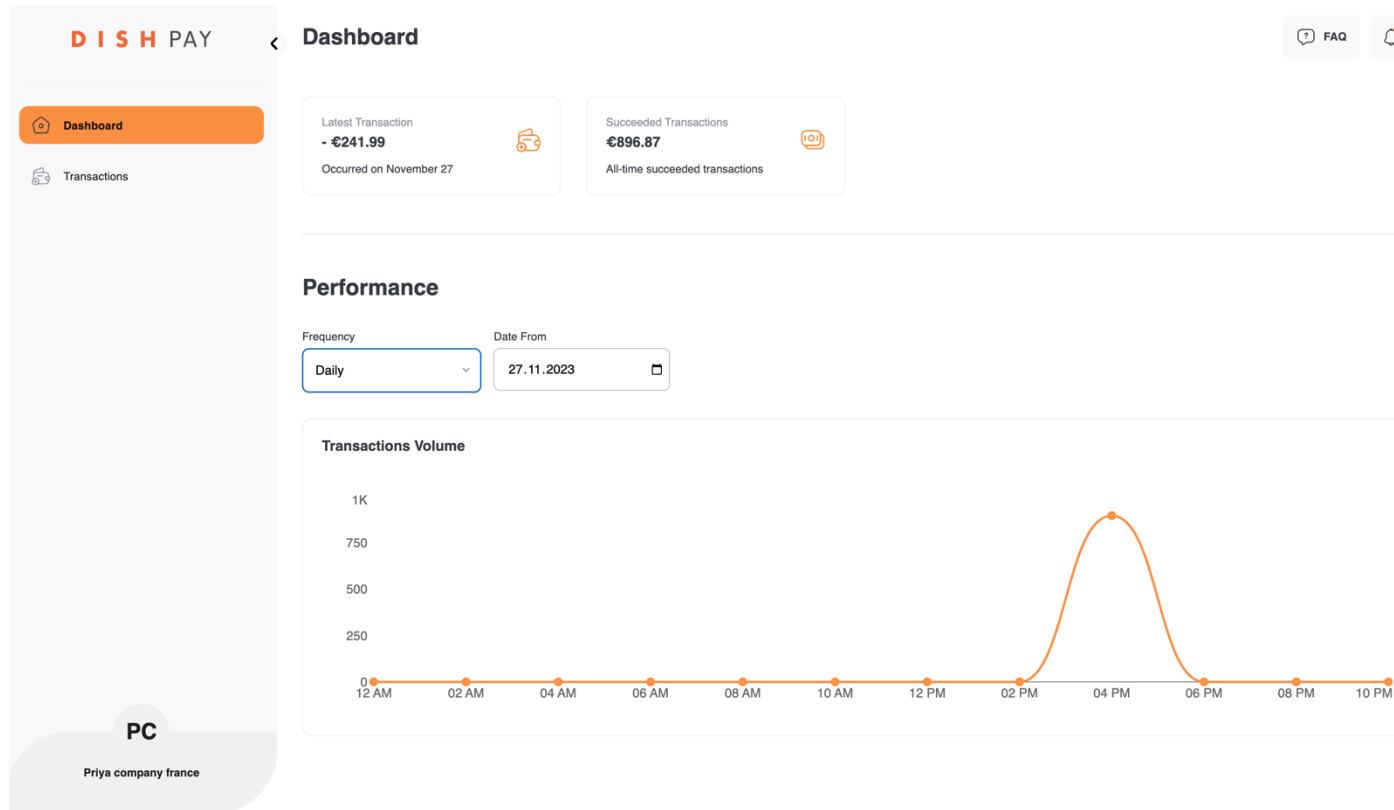 DISH PAY
Dashboard
FAQ
Dashboard
Transactions
Latest Transaction
- €241.99
Occurred on November 27
Succeeded Transactions
€896.87
All-time succeeded transactions
Performance
Frequency
Date From
Daily
27.11.2023
Transactions Volume
1K
750
500
250
0
12 AM 02 AM 04 AM 06 AM 08 AM 10 AM 12 PM 02 PM 04 PM 06 PM 08 PM 10 PM
PC
Priya company france